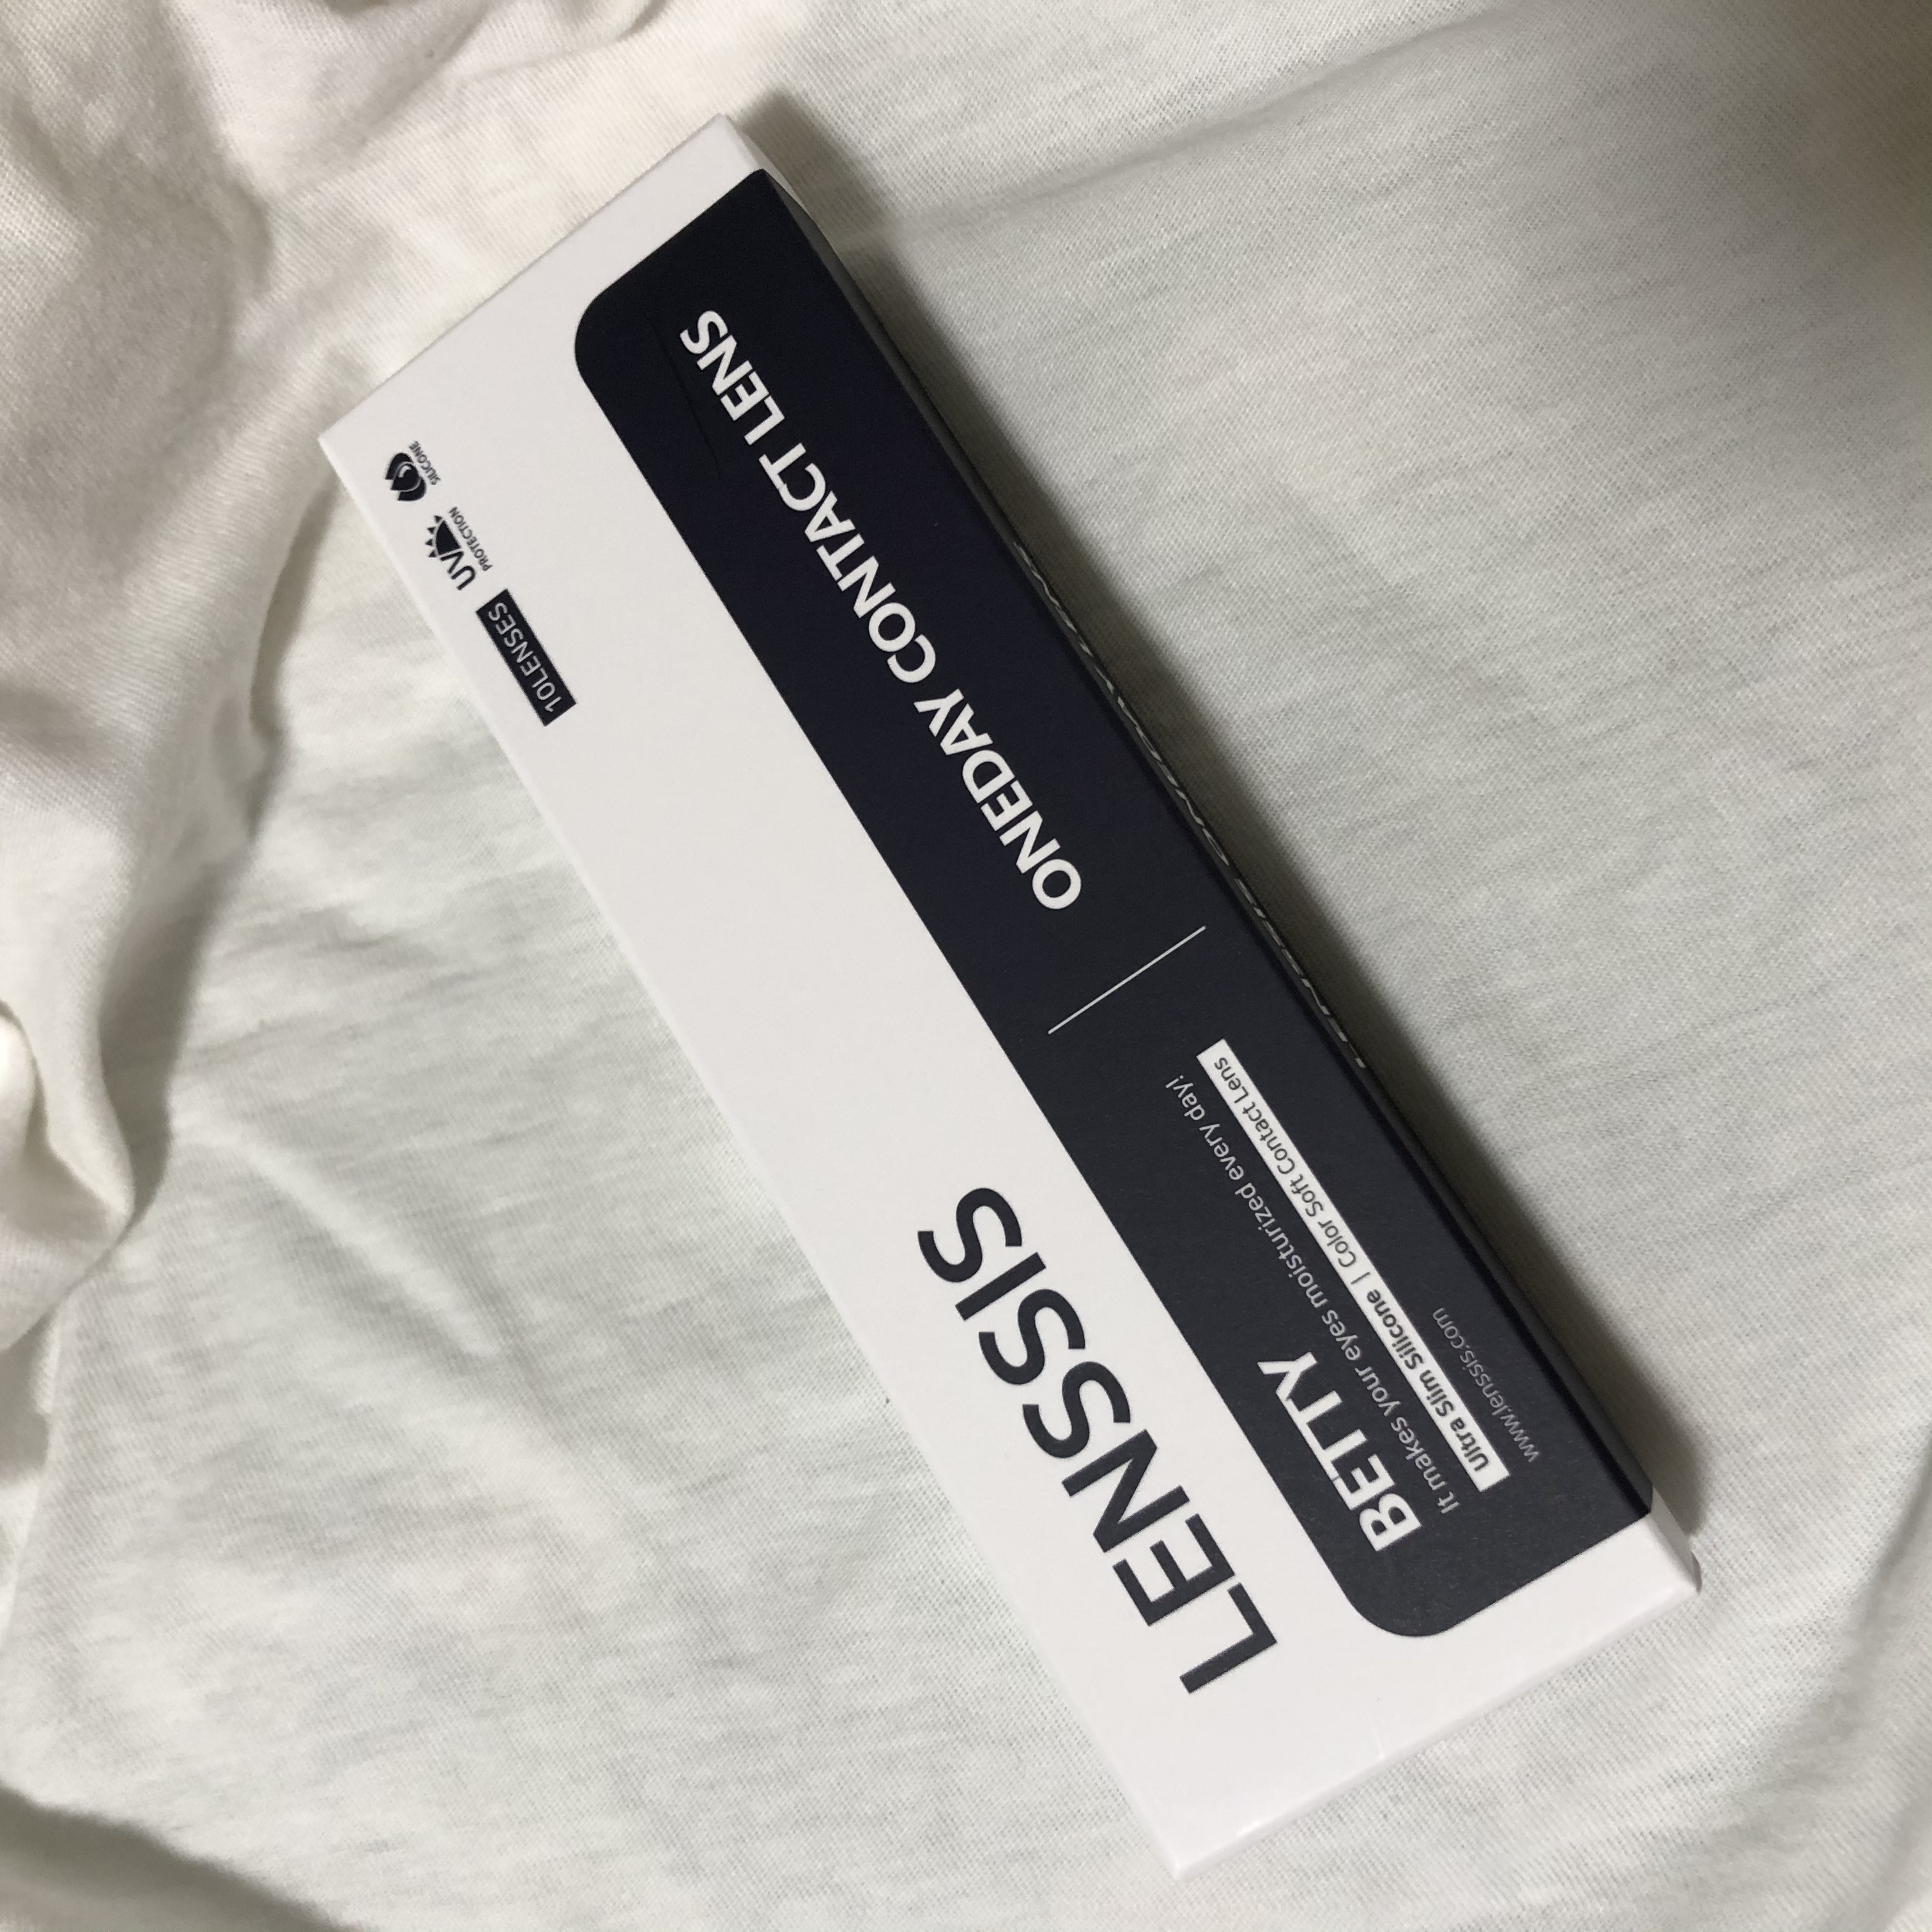 LENSSIS
10LENSES
UV
PROTECTION
SILICONE
BETTY
It makes your eyes moisturized every day!
Ultra Slim Silicone | Color Soft Contact Lens
www.lenssis.com
ONEDAY CONTACT LENS